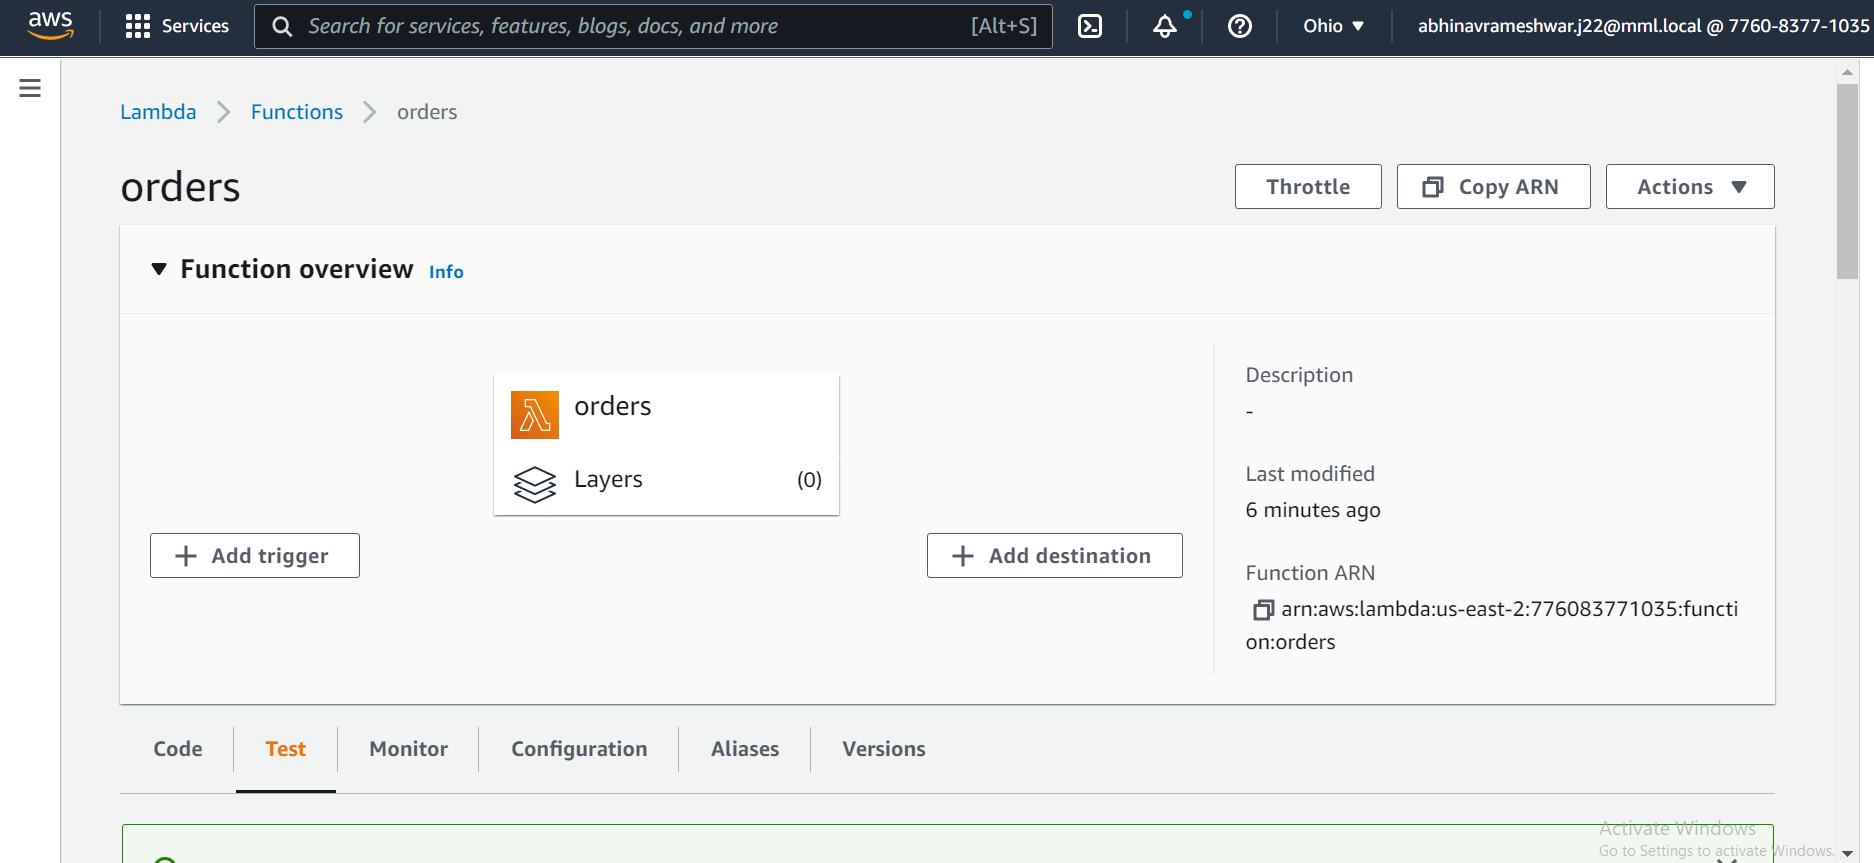 aws
Services
Search for services, features, blogs, docs, and more
[Alt+S]
Ohio
abhinavrameshwar.j22@mml.local @ 7760-8377-1035
Lambda
Functions
orders
orders
Throttle
Copy ARN
Actions
Function overview
Info
orders
Layers
(0)
Add trigger
Add destination
Description
-
Last modified
6 minutes ago
Function ARN
arn:aws:lambda:us-east-2:776083771035:functi
on:orders
Code
Test
Monitor
Configuration
Aliases
Versions
Activate Windows
Go to Settings to activate Windows.